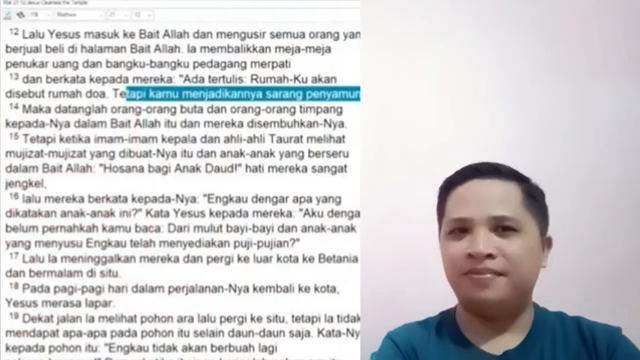 Mat 21:12 Jesus Cleanses the Temple
Matthew 21 12
12 Lalu Yesus masuk ke Bait Allah dan mengusir semua orang yan
berjual beli di halaman Bait Allah. Ia membalikkan meja-meja
penukar uang dan bangku-bangku pedagang merpati
13 dan berkata kepada mereka: "Ada tertulis: Rumah-Ku akan
disebut rumah doa. Tetapi kamu menjadikannya sarang penyamun
14 Maka datanglah orang-orang buta dan orang-orang timpang
kepada-Nya dalam Bait Allah itu dan mereka disembuhkan-Nya.
15 Tetapi ketika imam-imam kepala dan ahli-ahli Taurat melihat
mujizat-mujizat yang dibuat-Nya itu dan anak-anak yang berseru
dalam Bait Allah: "Hosana bagi Anak Daud!" hati mereka sangat
jengkel,
16 lalu mereka berkata kepada-Nya: "Engkau dengar apa yang
dikatakan anak-anak ini?" Kata Yesus kepada mereka: "Aku denga
belum pernahkah kamu baca: Dari mulut bayi-bayi dan anak-anak
yang menyusu Engkau telah menyediakan puji-pujian?"
17 Lalu Ia meninggalkan mereka dan pergi ke luar kota ke Betania
dan bermalam di situ.
18 Pada pagi-pagi hari dalam perjalanan-Nya kembali ke kota,
Yesus merasa lapar.
19 Dekat jalan Ia melihat pohon ara lalu pergi ke situ, tetapi Ia tidak
mendapat apa-apa pada pohon itu selain daun-daun saja. Kata-Ny
kepada pohon itu: "Engkau tidak akan berbuah lagi